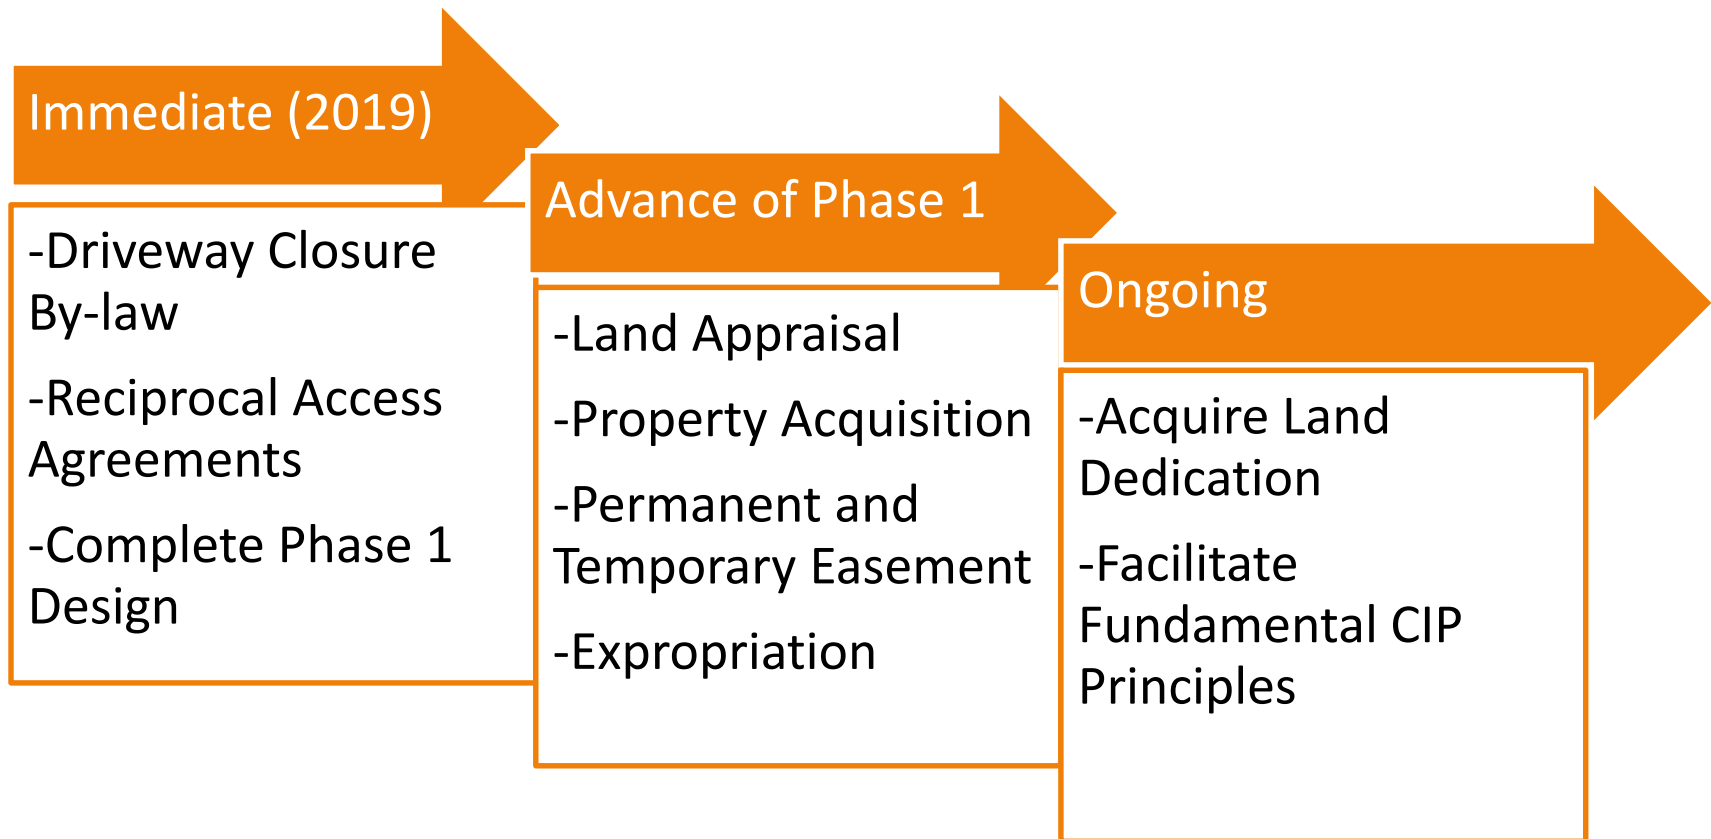 Immediate (2019)
-Driveway Closure
By-law
-Reciprocal Access
Agreements
-Complete Phase 1
Design
Advance of Phase 1
-Land Appraisal
-Property Acquisition
-Permanent and
Temporary Easement
-Expropriation
Ongoing
-Acquire Land
Dedication
-Facilitate
Fundamental CIP
Principles